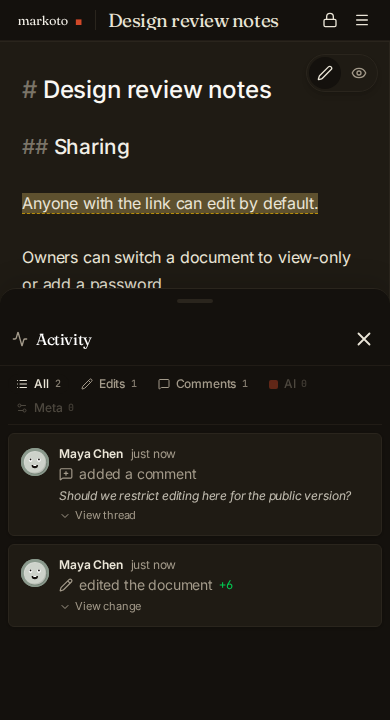 markoto
Design review notes
# Design review notes
## Sharing
Anyone with the link can edit by default.
Owners can switch a document to view-only
or add a password
Activity
All 2 Edits 1 Comments 1 AI 0
Meta 0
Maya Chen just now
added a comment
Should we restrict editing here for the public version?
View thread
Maya Chen just now
edited the document +6
View change